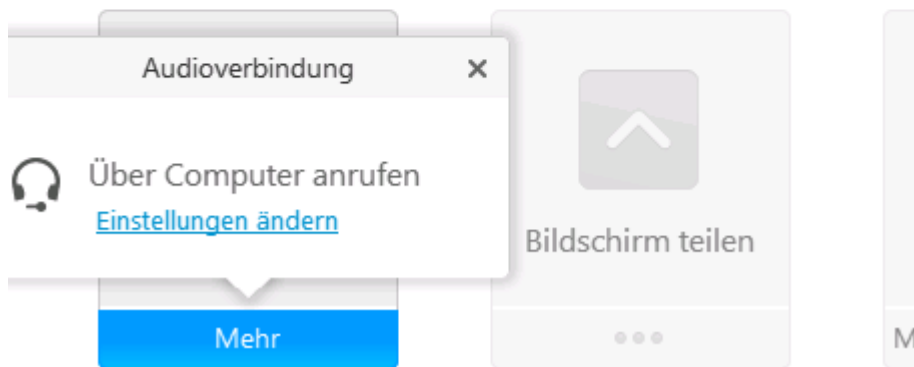 Audioverbindung
Über Computer anrufen
Einstellungen ändern
Bildschirm teilen
Mehr
M